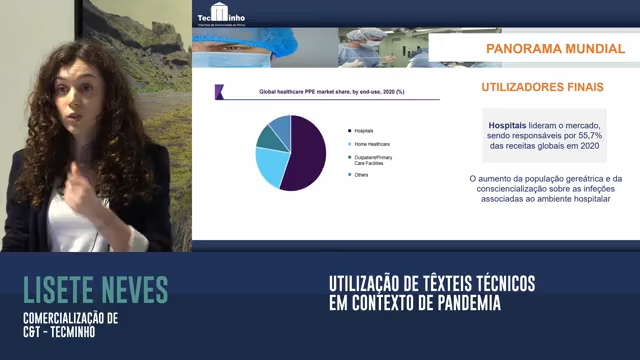 TecMinho
PANORAMA MUNDIAL
Global healthcare PPE market share, by end-use, 2020 (%)
Hospitals
Home Healthcare
Outpatient/Primary
Care Facilities
Others
UTILIZADORES FINAIS
Hospitais lideram o mercado,
sendo responsáveis por 55,7%
das receitas globais em 2020
O aumento da população geriátrica e da
consciencialização sobre as infeções
associadas ao ambiente hospitalar
LISETE NEVES
COMERCIALIZAÇÃO DE
C&T - TECMINHO
UTILIZAÇÃO DE TÊXTEIS TÉCNICOS
EM CONTEXTO DE PANDEMIA